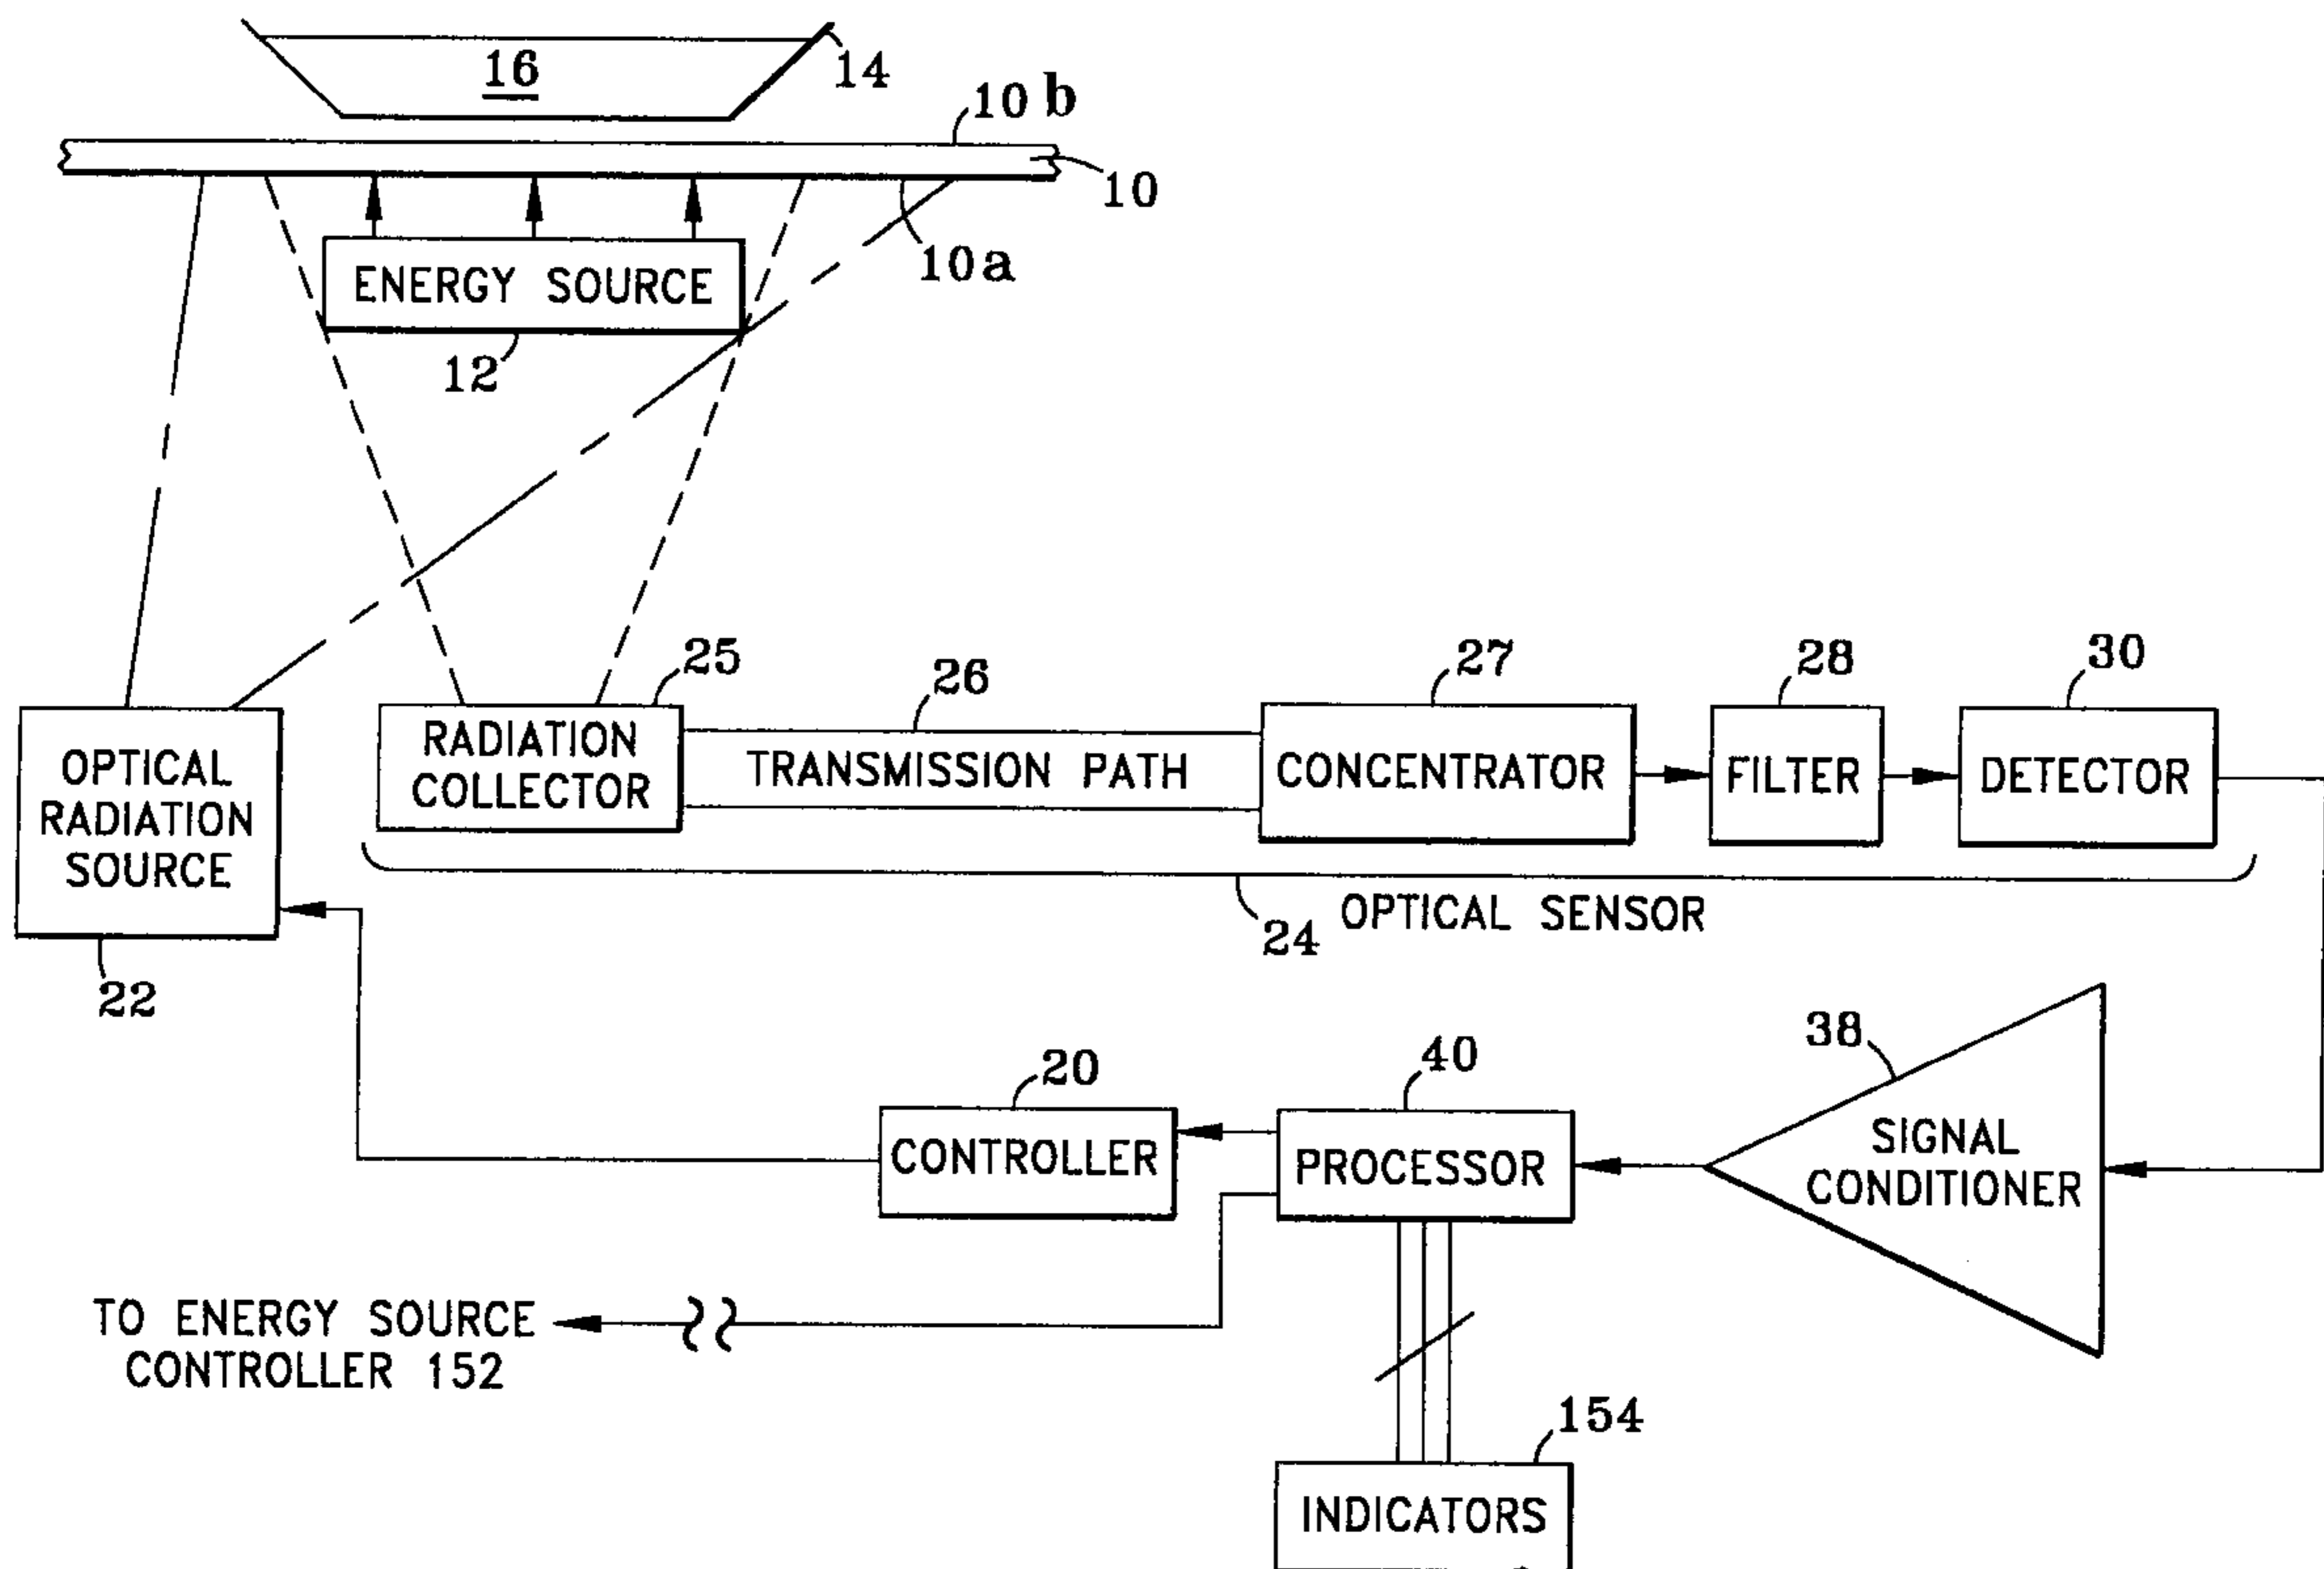 16
14
10 b
10
10a
ENERGY SOURCE
12
25
26
27
28
30
OPTICAL
RADIATION
SOURCE
RADIATION
COLLECTOR
TRANSMISSION PATH
CONCENTRATOR
FILTER
DETECTOR
24
OPTICAL SENSOR
22
38
20
40
CONTROLLER
PROCESSOR
SIGNAL
CONDITIONER
TO ENERGY SOURCE
CONTROLLER 152
154
INDICATORS